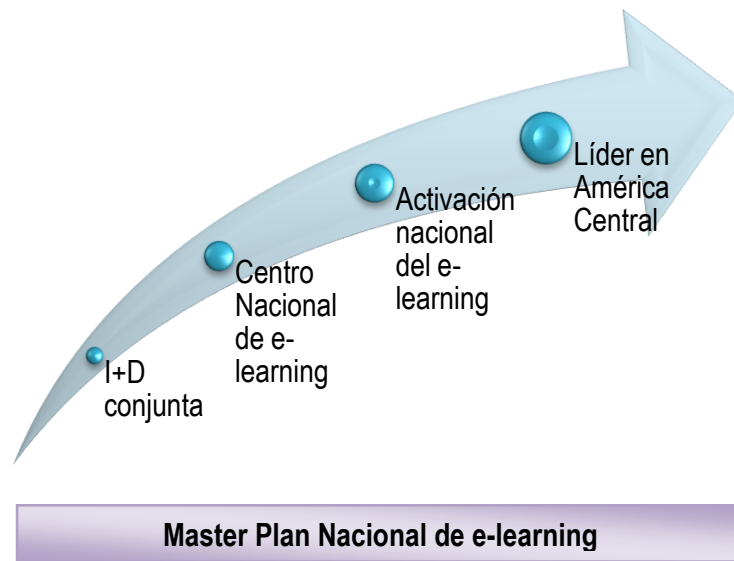 Líder en
América
Central
Activación
nacional
del e-
learning
Centro
Nacional
de e-
learning
I+D
conjunta
Master Plan Nacional de e-learning